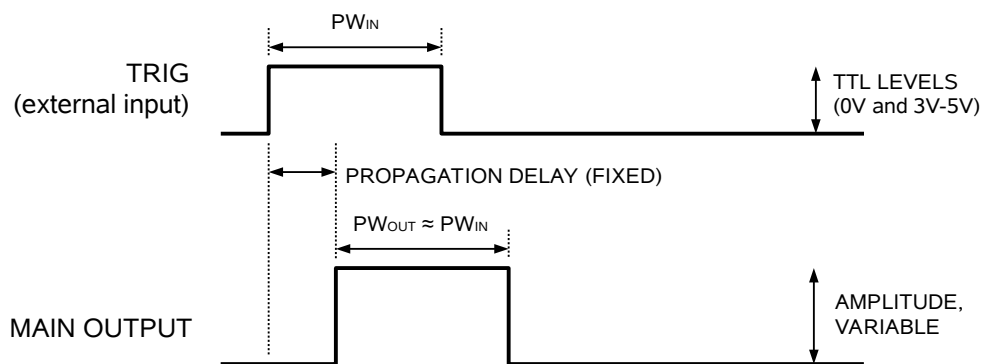 PWIN
TRIG
(external input)
TTL LEVELS
(0V and 3V-5V)
PROPAGATION DELAY (FIXED)
PWOUT ≈ PWIN
MAIN OUTPUT
AMPLITUDE,
VARIABLE